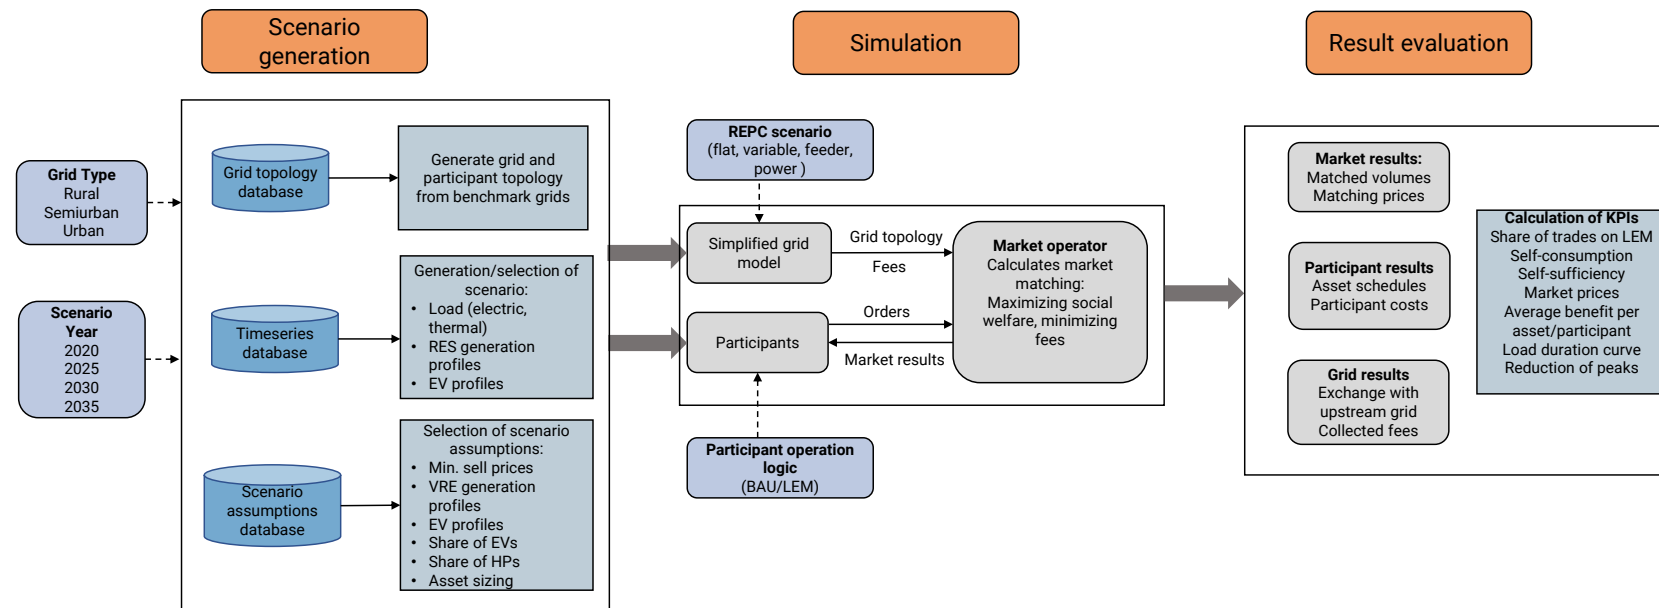 Scenario
generation
Simulation
Result evaluation
Grid Type
Rural
Semiurban
Urban
Scenario
Year
2020
2025
2030
2035
Grid topology
database
Generate grid and
participant topology
from benchmark grids
Timeseries
database
Generation/selection of
scenario:
• Load (electric,
thermal)
• RES generation
profiles
• EV profiles
Scenario
assumptions
database
Selection of scenario
assumptions:
• Min. sell prices
• VRE generation
profiles
• EV profiles
• Share of EVs
• Share of HPs
• Asset sizing
REPC scenario
(flat, variable, feeder,
power )
Simplified grid
model
Grid topology
Fees
Participants
Orders
Market results
Market operator
Calculates market
matching:
Maximizing social
welfare, minimizing
fees
Participant operation
logic
(BAU/LEM)
Market results:
Matched volumes
Matching prices
Participant results
Asset schedules
Participant costs
Grid results
Exchange with
upstream grid
Collected fees
Calculation of KPIs
Share of trades on LEM
Self-consumption
Self-sufficiency
Market prices
Average benefit per
asset/participant
Load duration curve
Reduction of peaks